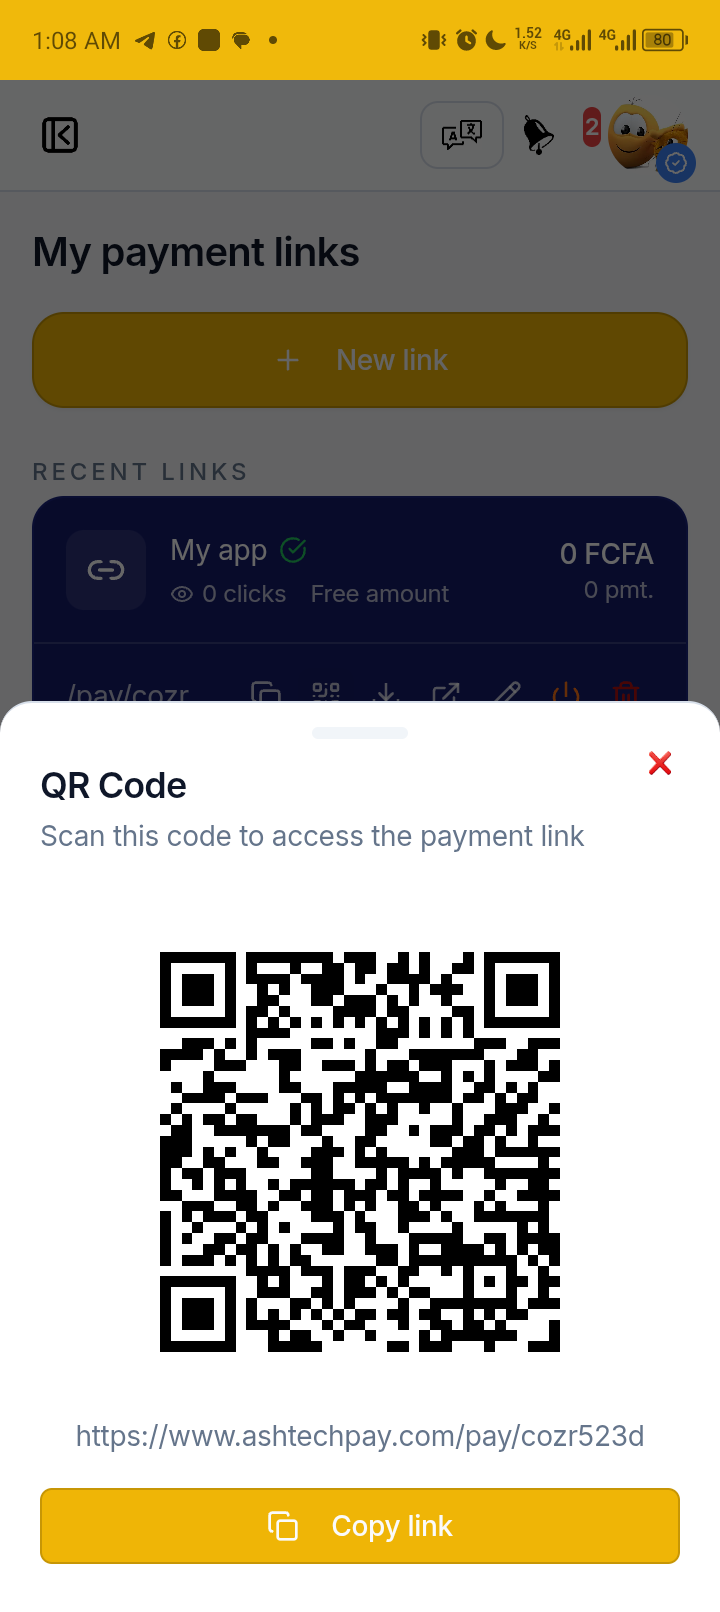 1:08 AM
1.52
K/S
4G
4G
80
A 文
2
My payment links
New link
RECENT LINKS
My app
0 FCFA
0 clicks
Free amount
0 pmt.
/pay/cozr
QR Code
Scan this code to access the payment link
https://www.ashtechpay.com/pay/cozr523d
Copy link